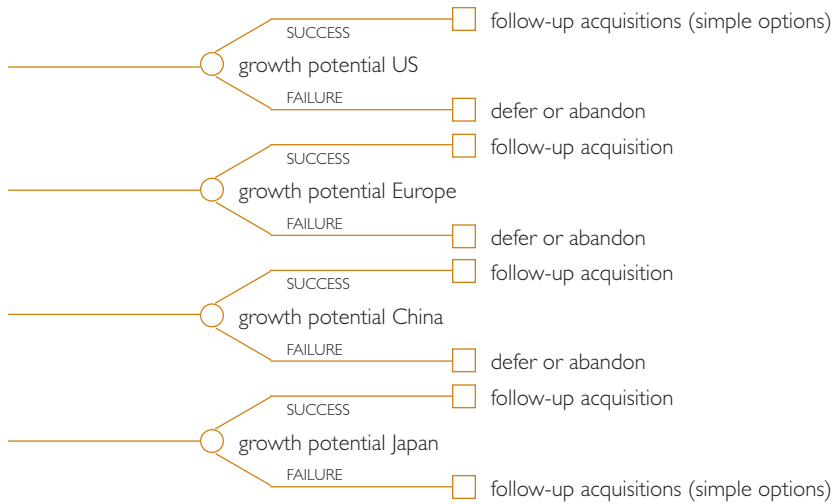 follow-up acquisitions (simple options)
SUCCESS
growth potential US
FAILURE
defer or abandon
follow-up acquisition
SUCCESS
growth potential Europe
FAILURE
defer or abandon
follow-up acquisition
SUCCESS
growth potential China
FAILURE
defer or abandon
follow-up acquisition
SUCCESS
growth potential Japan
FAILURE
follow-up acquisitions (simple options)